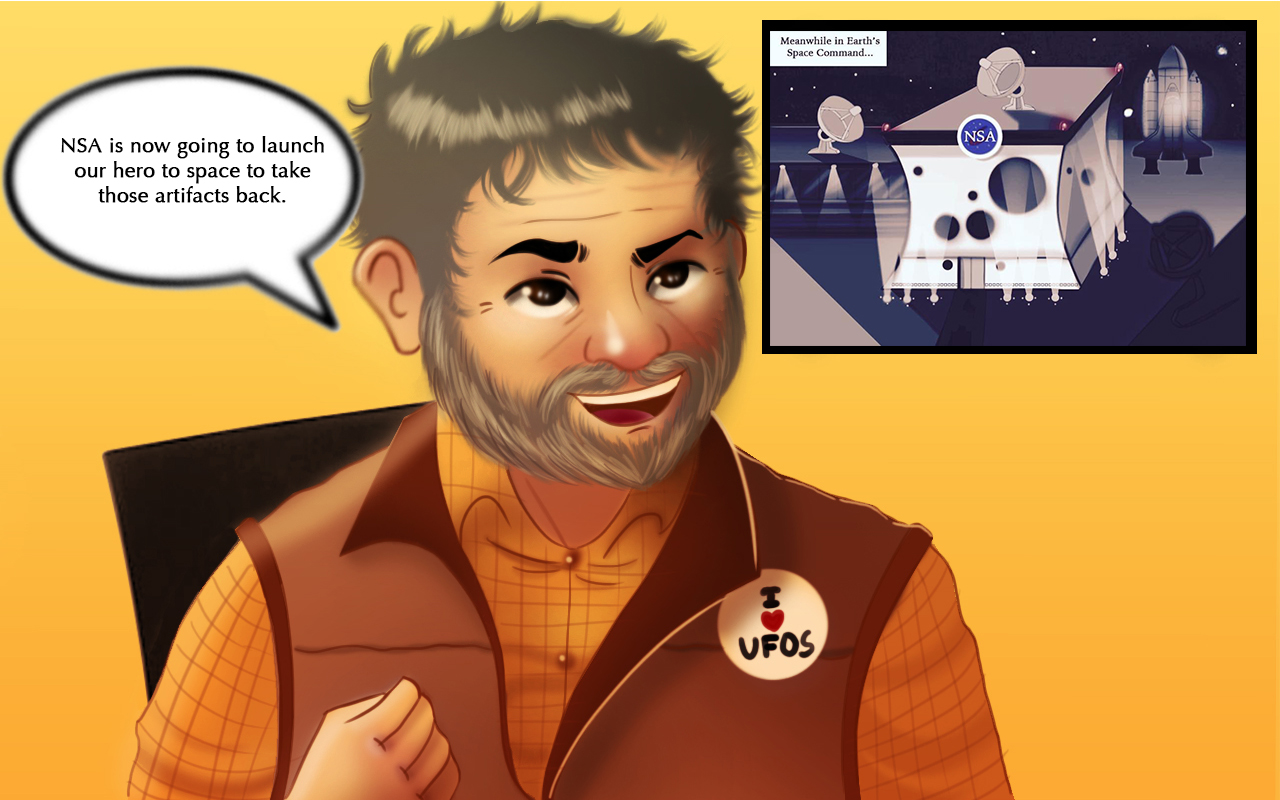 NSA is now going to launch
our hero to space to take
those artifacts back.
Meanwhile in Earth's
Space Command...
NSA
I
UFOS